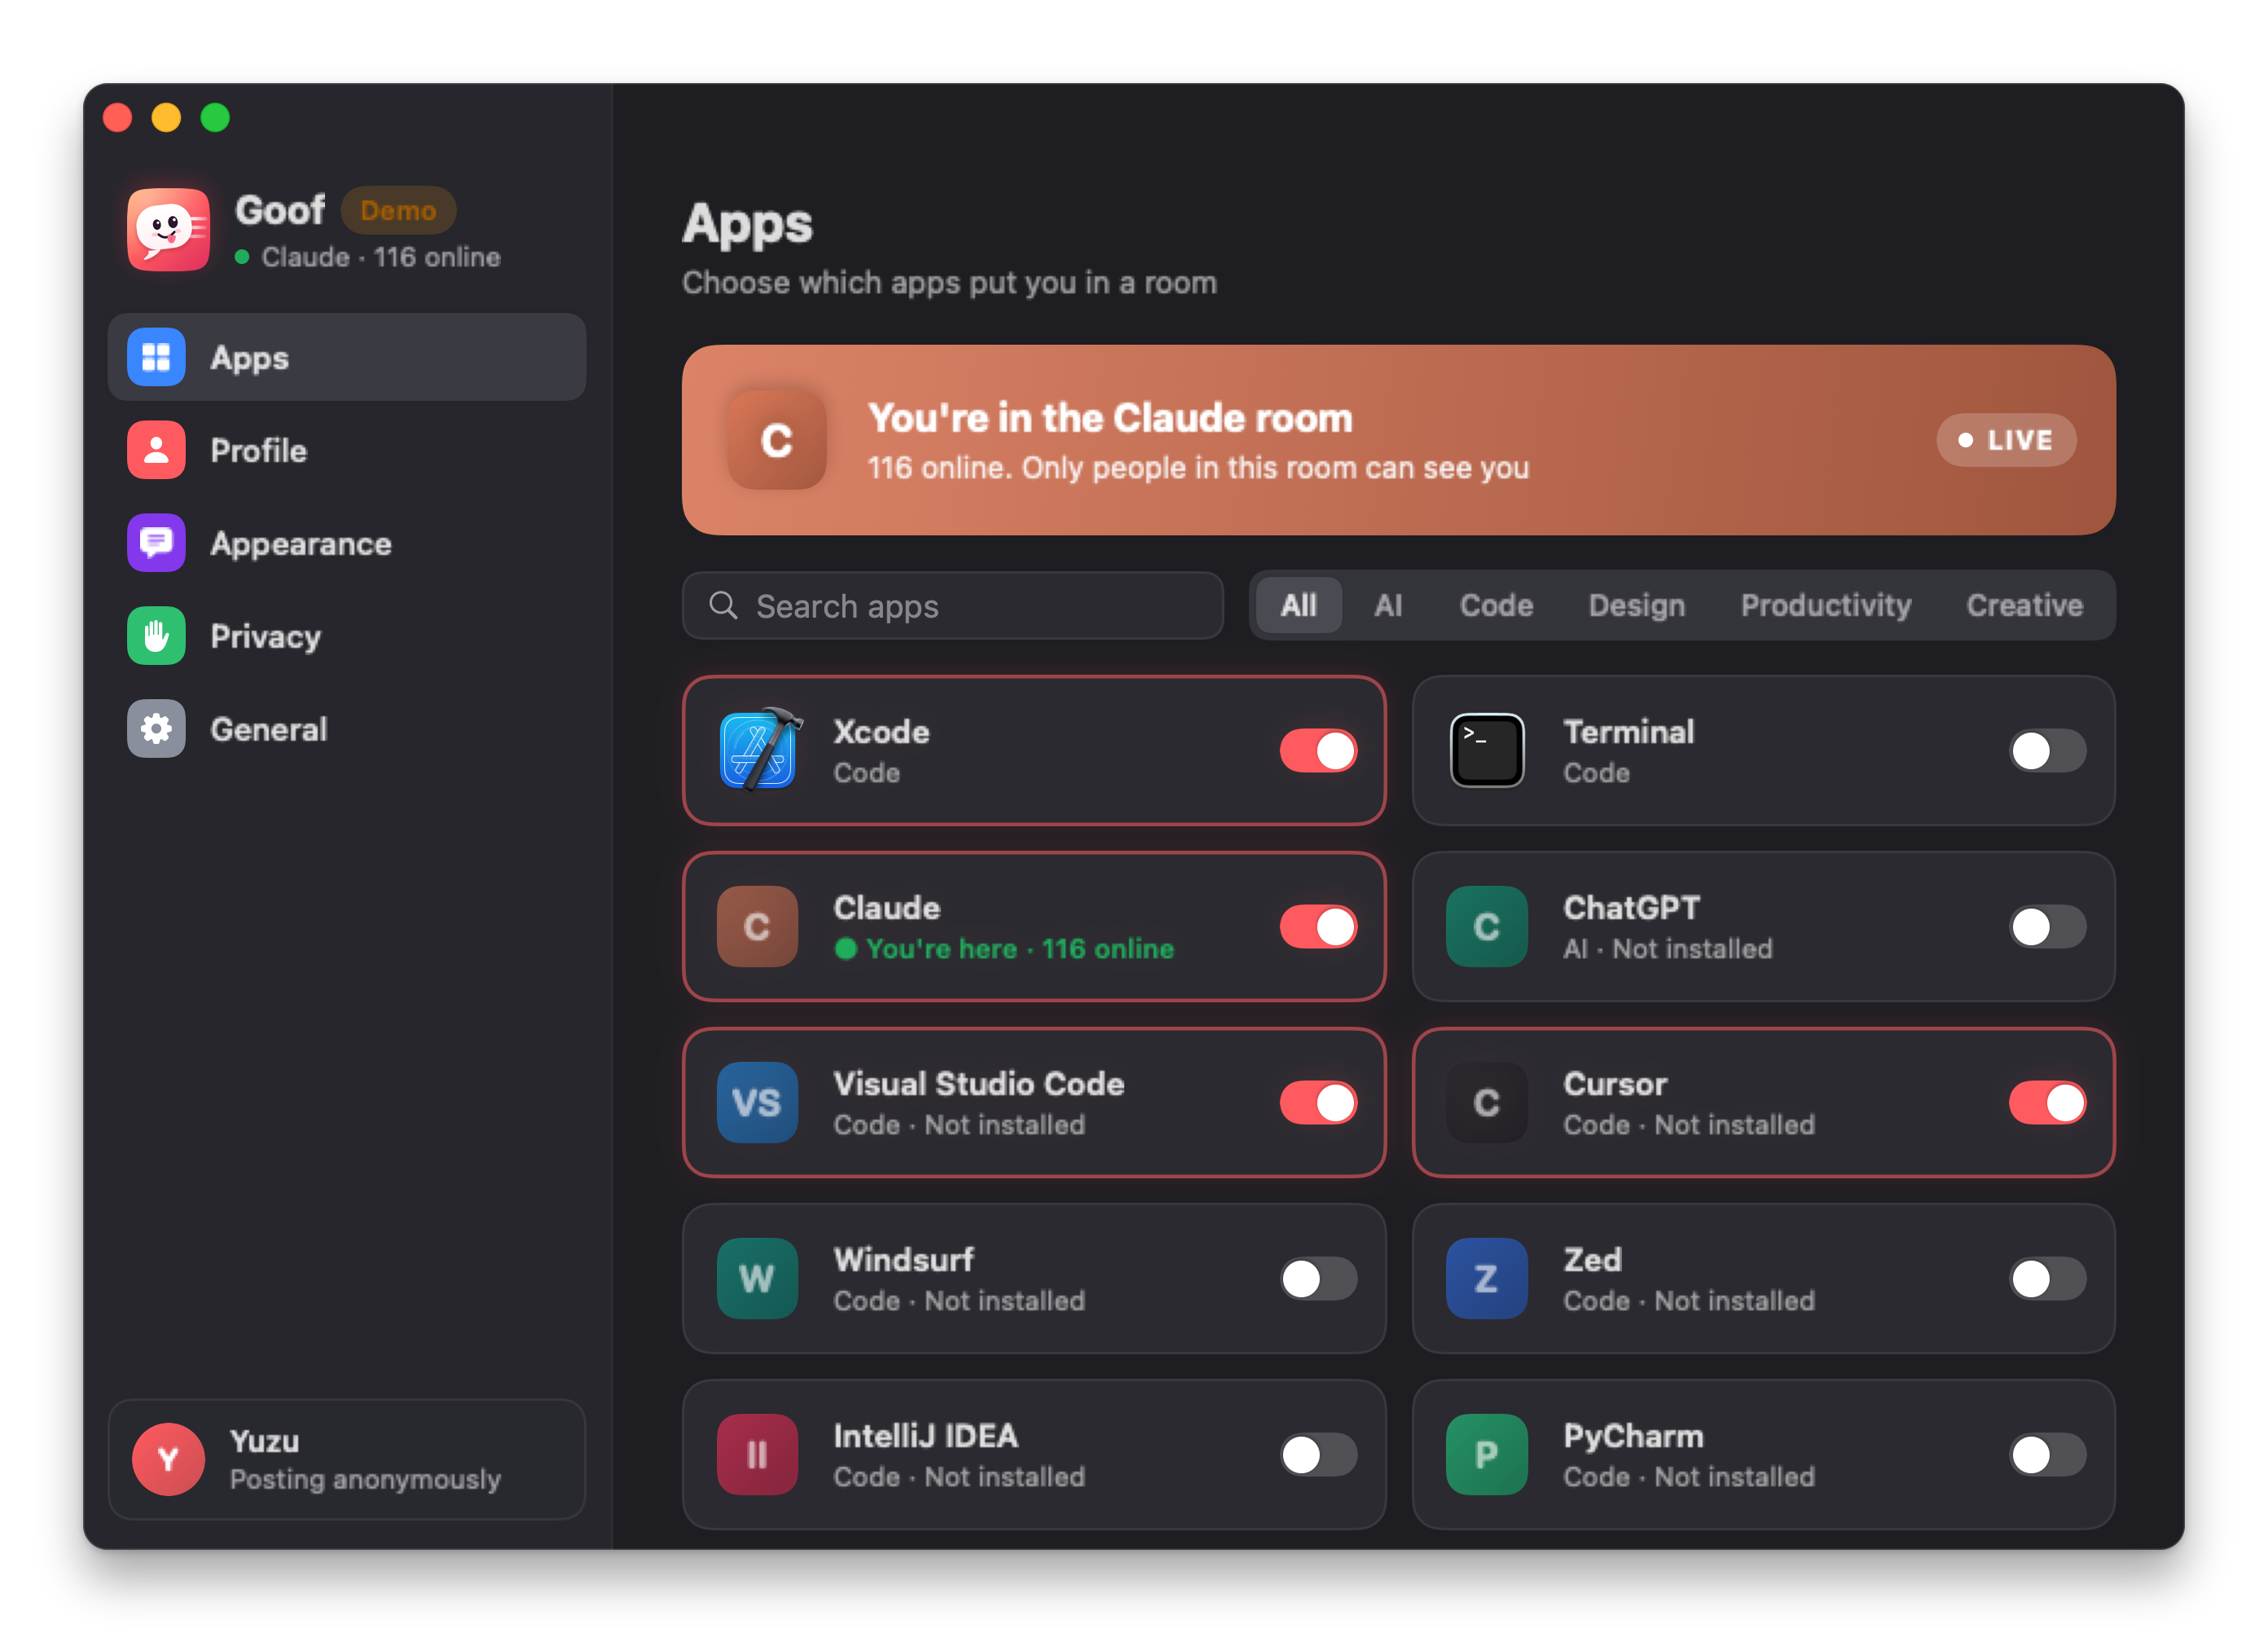 Goof Demo
Claude · 116 online
Apps
Profile
Appearance
Privacy
General
Yuzu
Y
Posting anonymously
Apps
Choose which apps put you in a room
C
You're in the Claude room
116 online. Only people in this room can see you
LIVE
Search apps
All AI Code Design Productivity Creative
Xcode
Code
>_
Terminal
Code
C
Claude
You're here · 116 online
C
ChatGPT
AI · Not installed
VS
Visual Studio Code
Code · Not installed
C
Cursor
Code · Not installed
W
Windsurf
Code · Not installed
Z
Zed
Code · Not installed
II
IntelliJ IDEA
Code · Not installed
P
PyCharm
Code · Not installed